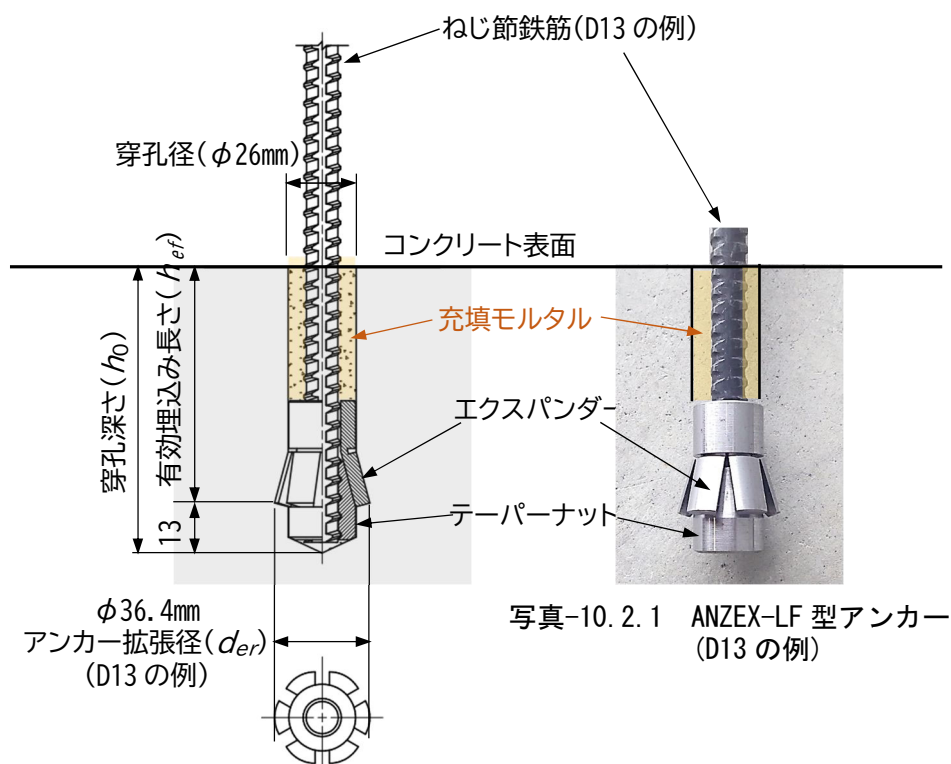 ねじ節鉄筋(D13の例)
穿孔径(φ26mm)
コンクリート表面
穿孔深さ(h0)
有効埋込み長さ(hef)
13
充填モルタル
エクスパンダー
テーパーナット
φ36.4mm
アンカー拡張径(der)
(D13の例)
写真-10.2.1 ANZEX-LF型アンカー
(D13の例)